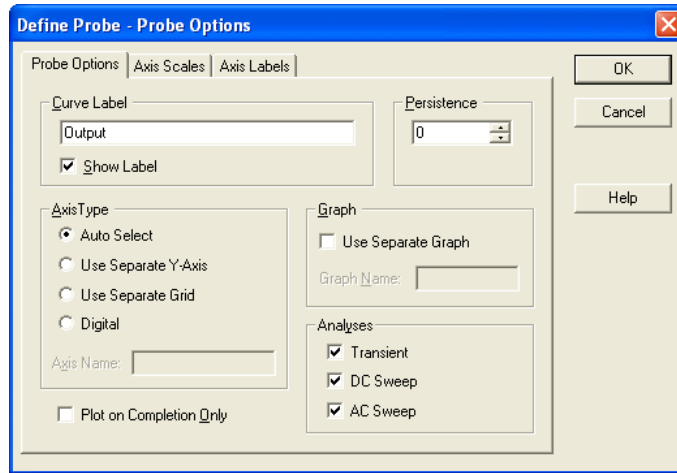 Define Probe - Probe Options
Probe Options
Axis Scales
Axis Labels
OK
Cancel
Help
Curve Label
Output
Show Label
Persistence
0
AxisType
Auto Select
Use Separate Y-Axis
Use Separate Grid
Digital
Axis Name:
Plot on Completion Only
Graph
Use Separate Graph
Graph Name:
Analyses
Transient
DC Sweep
AC Sweep